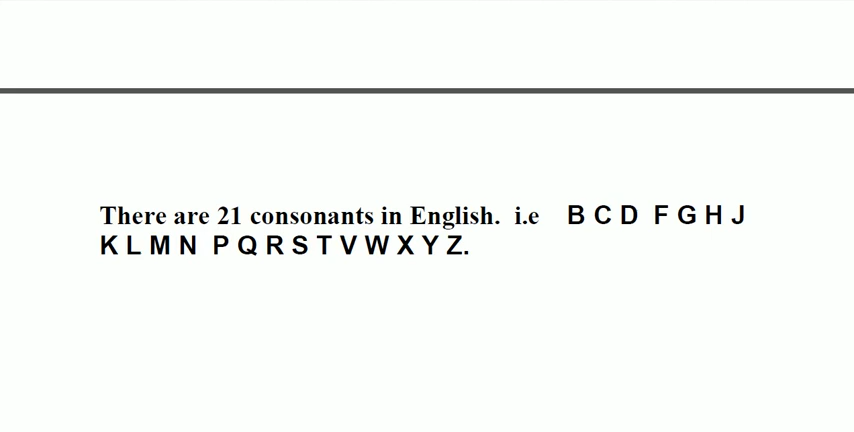 There are 21 consonants in English. i.e B C D F G H J
K L M N P Q R S T V W X Y Z.